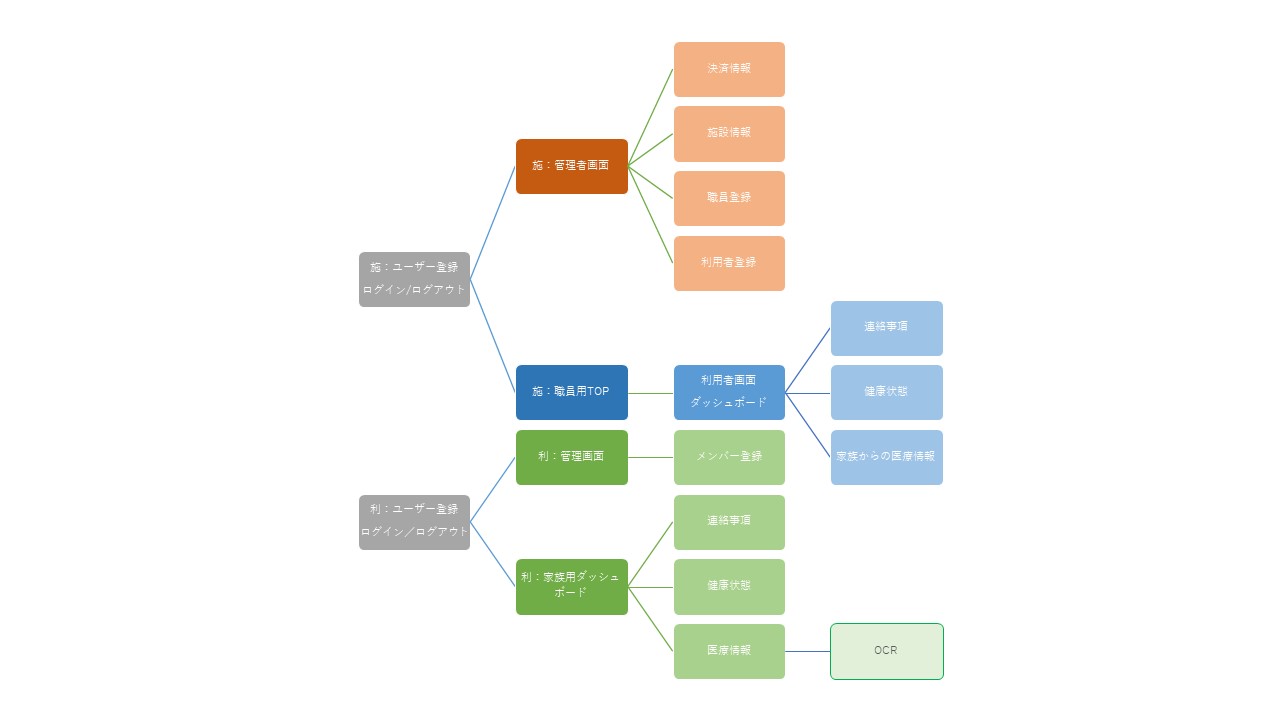 決済情報
施設情報
施：管理者画面
職員登録
施：ユーザー登録
ログイン/ログアウト
利用者登録
連絡事項
施：職員用TOP
利用者画面
ダッシュボード
健康状態
利：管理画面
メンバー登録
家族からの医療情報
利：ユーザー登録
ログイン／ログアウト
連絡事項
利：家族用ダッシュ
ボード
健康状態
医療情報
OCR